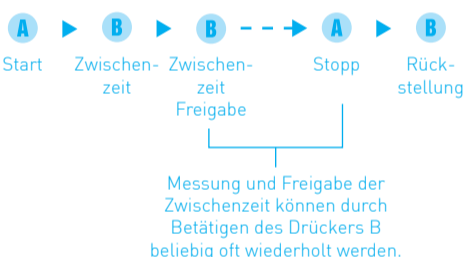 A B B A B
Start Zwischen- Zwischen- Stopp Rück-
zeit zeit stellung
Freigabe
Messung und Freigabe der
Zwischenzeit können durch
Betätigen des Drückers B
beliebig oft wiederholt werden.